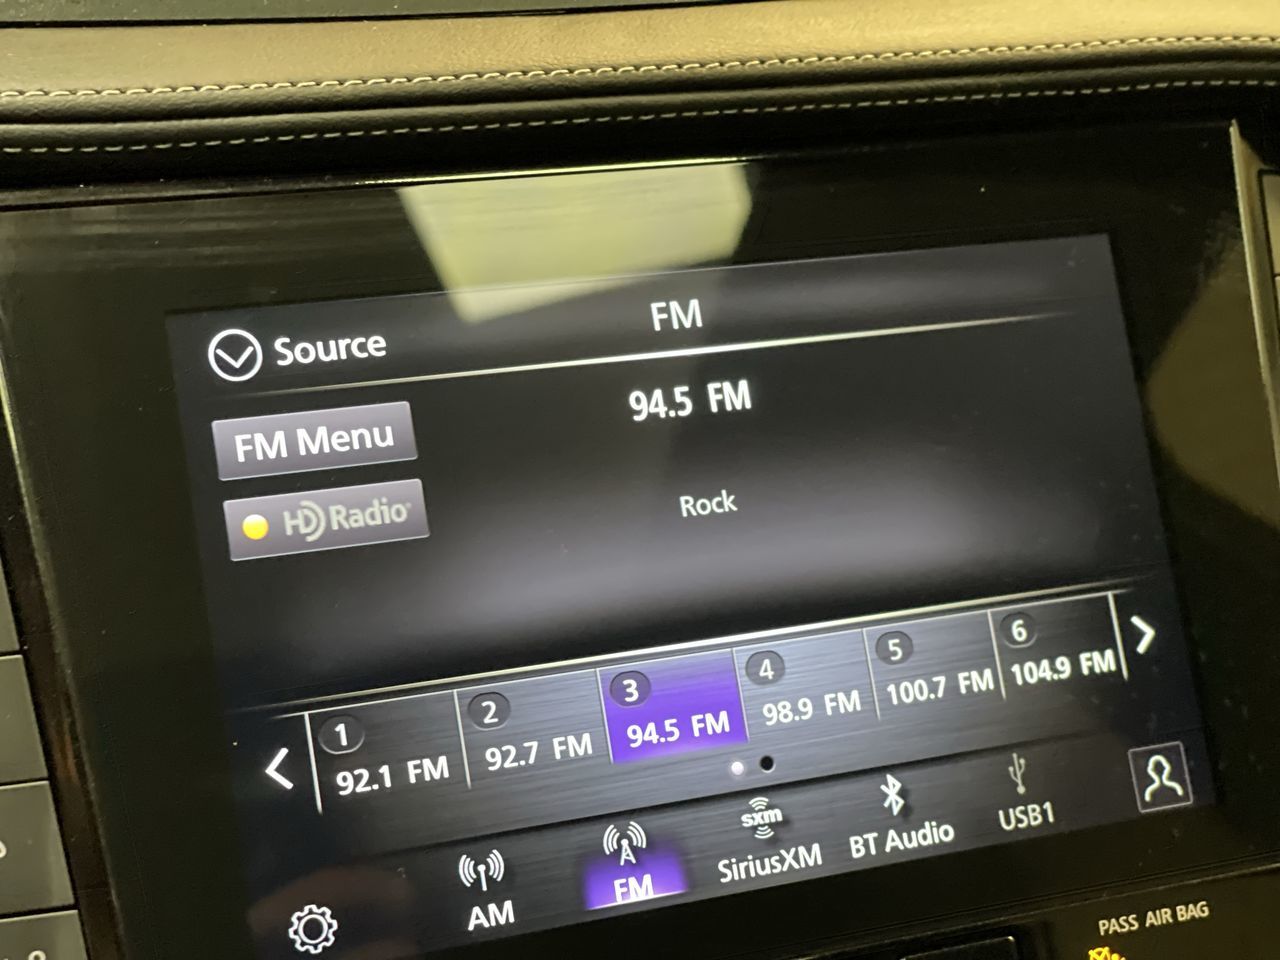 FM
Source
94.5 FM
FM Menu
Rock
HD Radio
1
92.1 FM
2
92.7 FM
3
94.5 FM
4
98.9 FM
5
100.7 FM
6
104.9 FM
AM
FM
sxm
SiriusXM
BT Audio
USB1
PASS AIR BAG